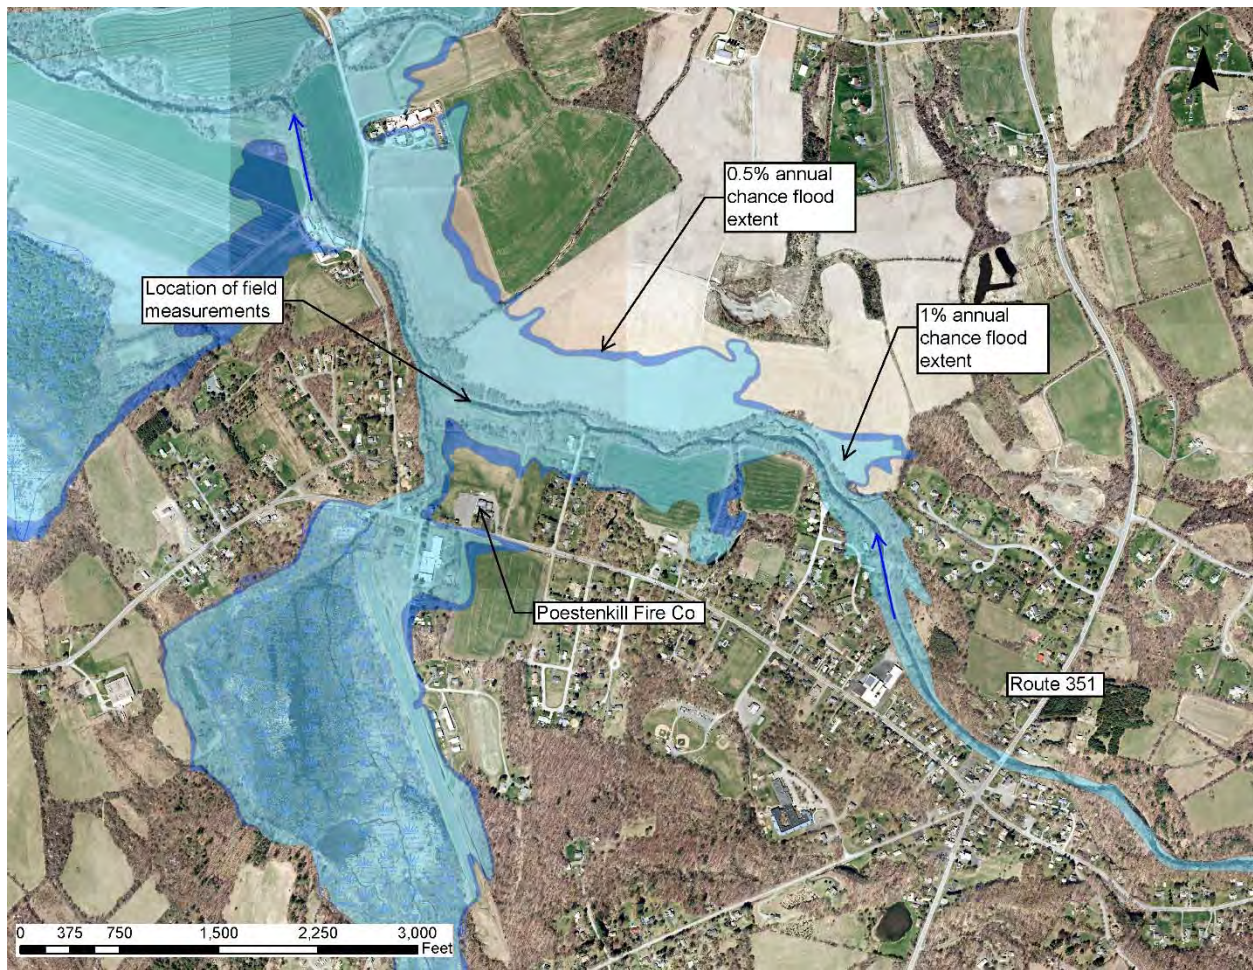 N
0.5% annual
chance flood
extent
Location of field
measurements
1% annual
chance flood
extent
Poestenkill Fire Co
Route 351
0 375 750 1,500 2,250 3,000
Feet